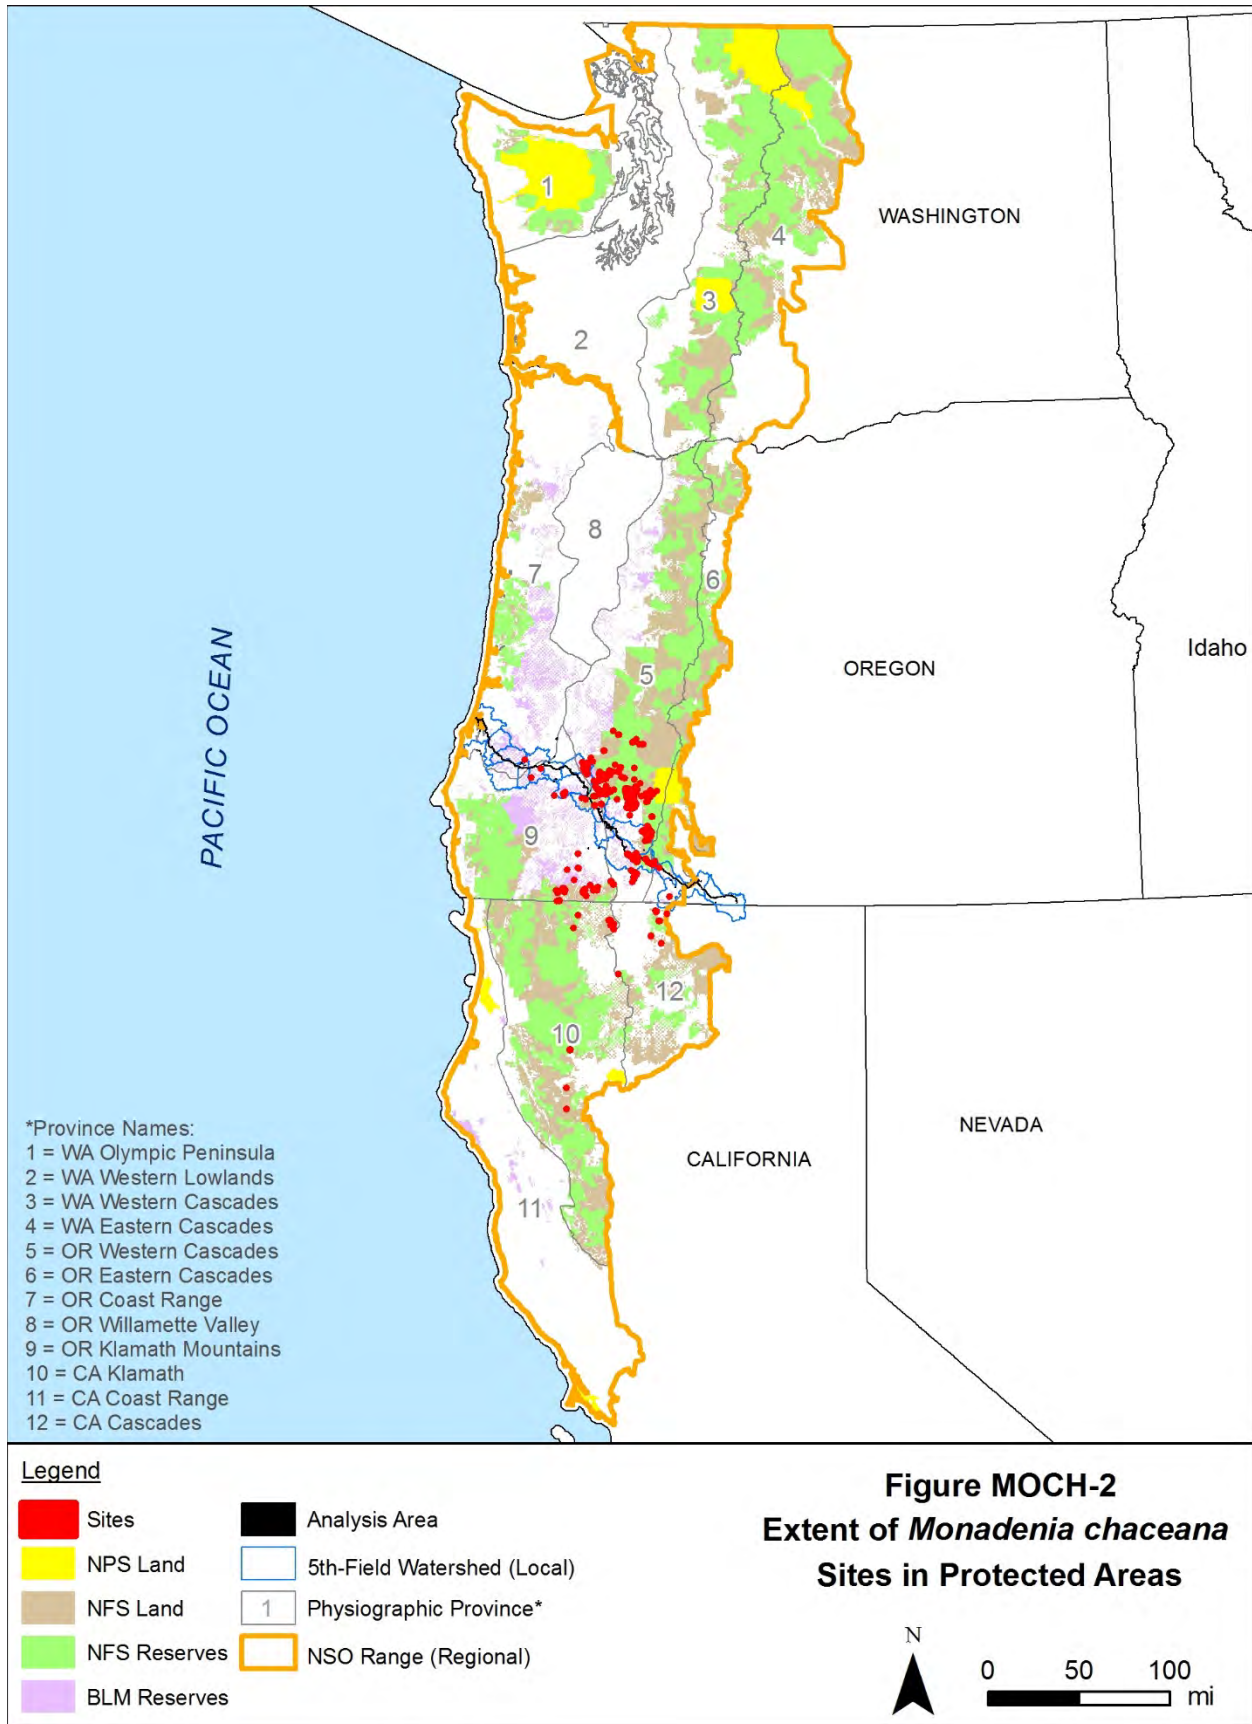 1
WASHINGTON
4
3
2
8
7
6
5
OREGON
Idaho
PACIFIC OCEAN
9
12
10
11
CALIFORNIA
NEVADA
*Province Names:
1 = WA Olympic Peninsula
2 = WA Western Lowlands
3 = WA Western Cascades
4 = WA Eastern Cascades
5 = OR Western Cascades
6 = OR Eastern Cascades
7 = OR Coast Range
8 = OR Willamette Valley
9 = OR Klamath Mountains
10 = CA Klamath
11 = CA Coast Range
12 = CA Cascades
Legend
Sites
NPS Land
NFS Land
NFS Reserves
BLM Reserves
Analysis Area
5th-Field Watershed (Local)
1 Physiographic Province*
NSO Range (Regional)
Figure MOCH-2
Extent of Monadenia chaceana
Sites in Protected Areas
N
0 50 100
mi